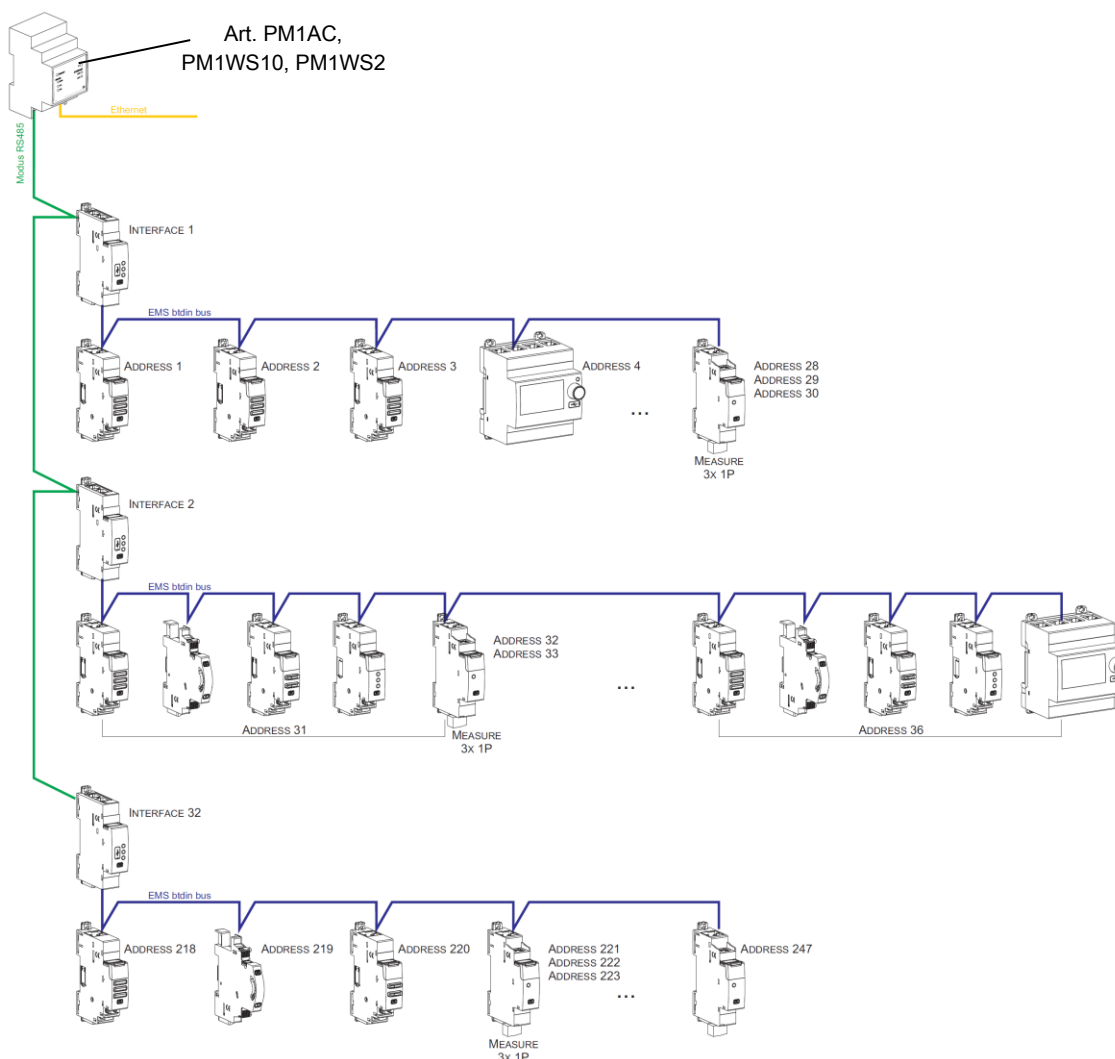 Art. PM1AC,
PM1WS10, PM1WS2
Ethernet
Modus RS485
INTERFACE 1
EMS btdin bus
ADDRESS 1
ADDRESS 2
ADDRESS 3
ADDRESS 4
...
ADDRESS 28
ADDRESS 29
ADDRESS 30
MEASURE
3X 1P
INTERFACE 2
EMS btdin bus
ADDRESS 32
ADDRESS 33
...
ADDRESS 31
MEASURE
3X 1P
ADDRESS 36
INTERFACE 32
EMS btdin bus
ADDRESS 218
ADDRESS 219
ADDRESS 220
ADDRESS 221
ADDRESS 222
ADDRESS 223
...
ADDRESS 247
MEASURE
3X 1P